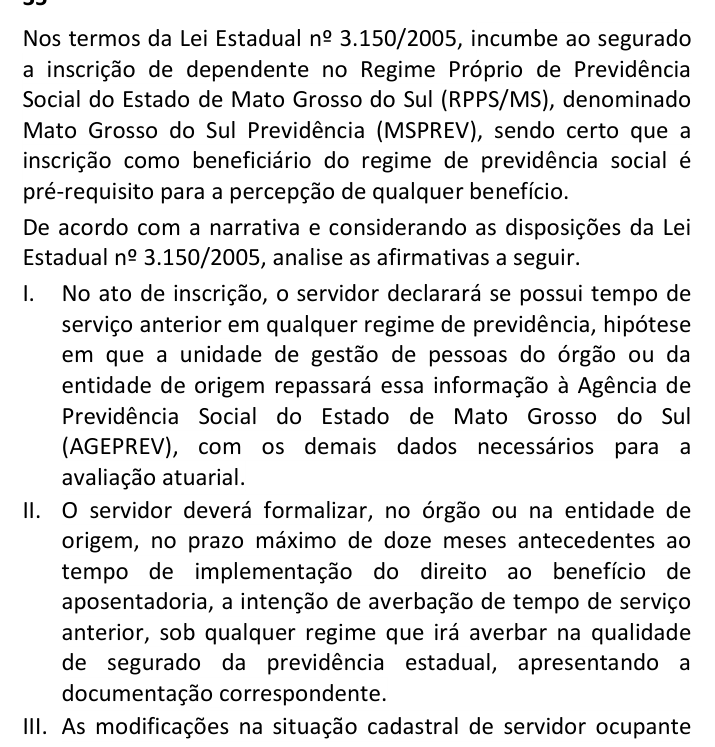 Nos termos da Lei Estadual nº 3.150/2005, incumbe ao segurado
a inscrição de dependente no Regime Próprio de Previdência
Social do Estado de Mato Grosso do Sul (RPPS/MS), denominado
Mato Grosso do Sul Previdência (MSPREV), sendo certo que a
inscrição como beneficiário do regime de previdência social é
pré-requisito para a percepção de qualquer benefício.
De acordo com a narrativa e considerando as disposições da Lei
Estadual nº 3.150/2005, analise as afirmativas a seguir.
I. No ato de inscrição, o servidor declarará se possui tempo de
serviço anterior em qualquer regime de previdência, hipótese
em que a unidade de gestão de pessoas do órgão ou da
entidade de origem repassará essa informação à Agência de
Previdência Social do Estado de Mato Grosso do Sul
(AGEPREV), com os demais dados necessários para a
avaliação atuarial.
II. O servidor deverá formalizar, no órgão ou na entidade de
origem, no prazo máximo de doze meses antecedentes ao
tempo de implementação do direito ao benefício de
aposentadoria, a intenção de averbação de tempo de serviço
anterior, sob qualquer regime que irá averbar na qualidade
de segurado da previdência estadual, apresentando a
documentação correspondente.
III. As modificações na situação cadastral de servidor ocupante